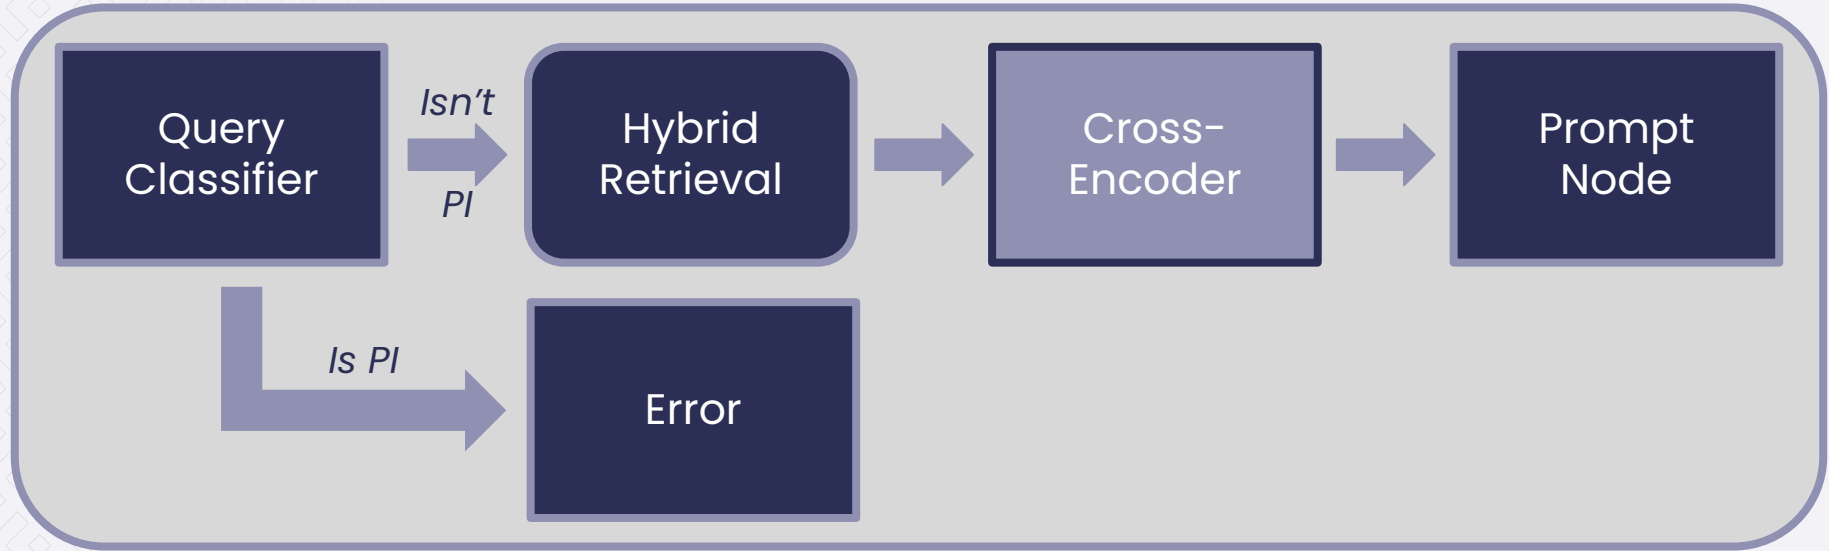 Query
Classifier
Isn't
PI
Hybrid
Retrieval
Cross-
Encoder
Prompt
Node
Is PI
Error